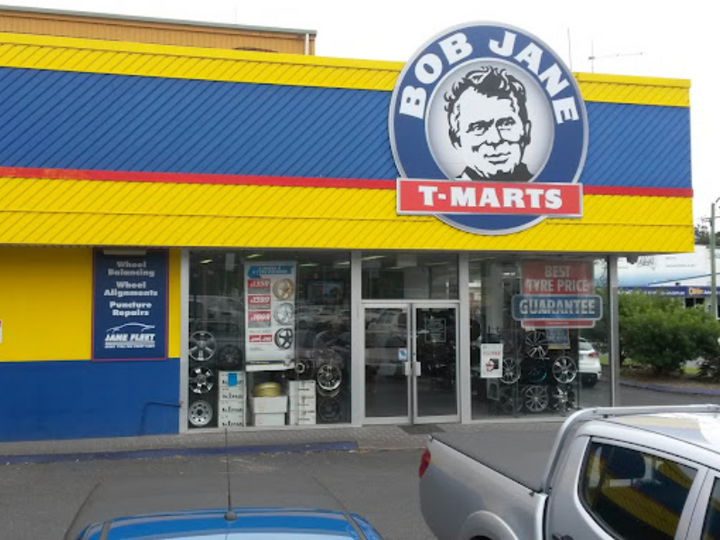 BOB JANE
T-MARTS
Wheel
Balancing
Wheel
Alignments
Puncture
Repairs
JANE FLEET
BEST
TYRE PRICE
GUARANTEE